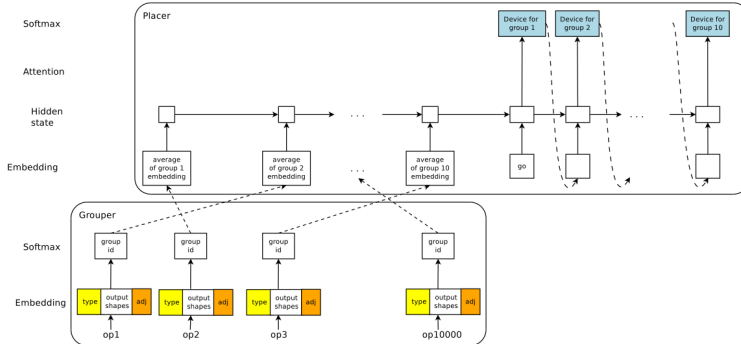 Placer
Softmax
Device for
group 1
Device for
group 2
Device for
group 10
Attention
Hidden
state
. . .
. . .
Embedding
average
of group 1
embedding
average
of group 2
embedding
. . .
average
of group 10
embedding
go
Grouper
Softmax
group
id
group
id
group
id
group
id
Embedding
type
output
shapes
adj
type
output
shapes
adj
type
output
shapes
adj
type
output
shapes
adj
op1
op2
op3
op10000